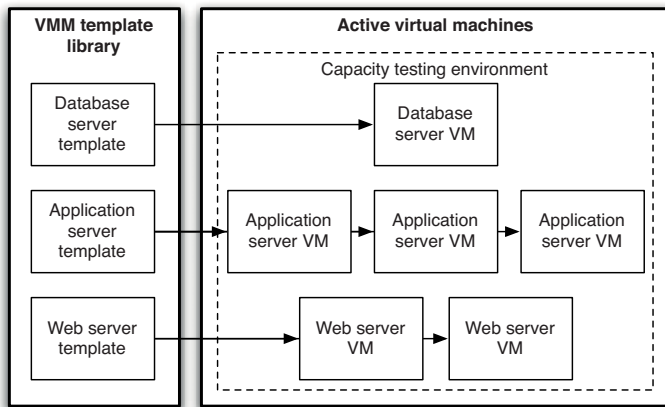 VMM template
library
Database
server
template
Application
server
template
Web server
template
Active virtual machines
Capacity testing environment
Database
server VM
Application
server VM
Application
server VM
Application
server VM
Web server
VM
Web server
VM